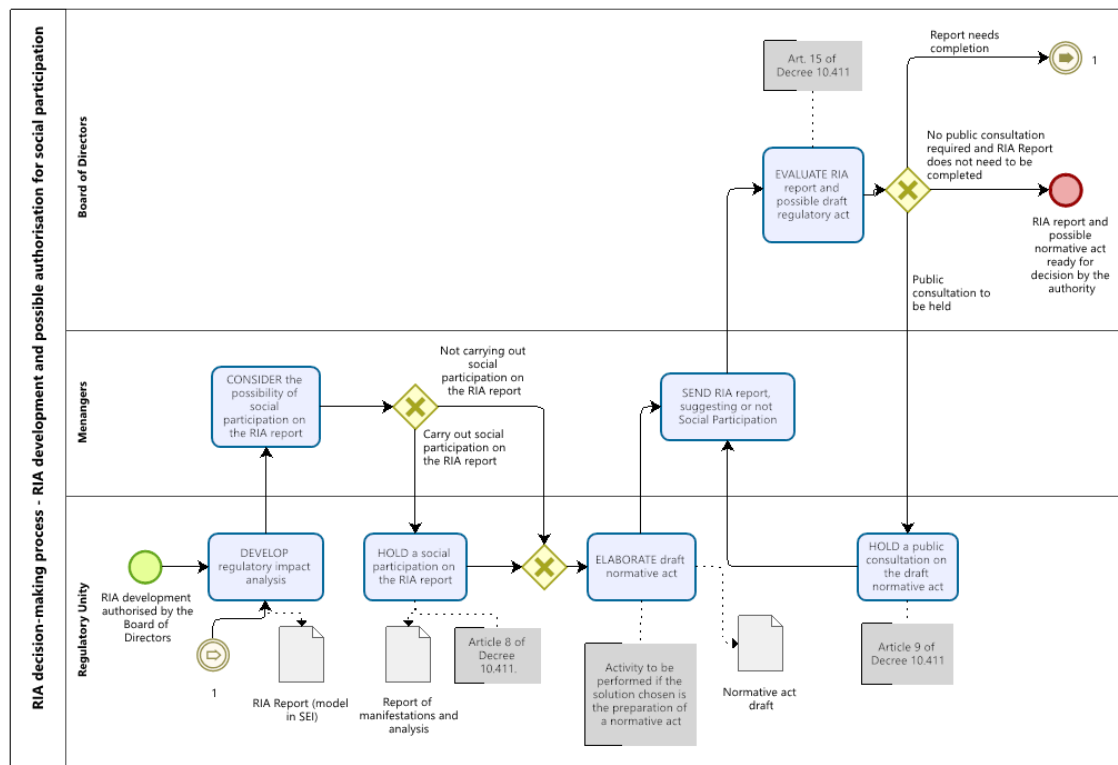 RIA decision-making process - RIA development and possible authorisation for social participation
Board of Directors
Art. 15 of
Decree 10.411
EVALUATE RIA
report and
possible draft
regulatory act
Report needs
completion
1
No public consultation
required and RIA Report
does not need to be
completed
RIA report and
possible
normative act
ready for
decision by the
authority
Public
consultation to
be held
Menangers
CONSIDER the
possibility of
social
participation on
the RIA report
Not carrying out
social
participation on
the RIA report
Carry out social
participation on
the RIA report
SEND RIA report,
suggesting or not
Social Participation
Regulatory Unity
RIA development
authorised by the
Board of
Directors
DEVELOP
regulatory impact
analysis
1
RIA Report (model
in SEI)
HOLD a social
participation on
the RIA report
Report of
manifestations and
analysis
Article 8 of
Decree
10.411.
ELABORATE draft
normative act
Activity to be
performed if the
solution chosen is
the preparation of
a normative act
Normative act
draft
HOLD a public
consultation on
the draft
normative act
Article 9 of
Decree 10.411